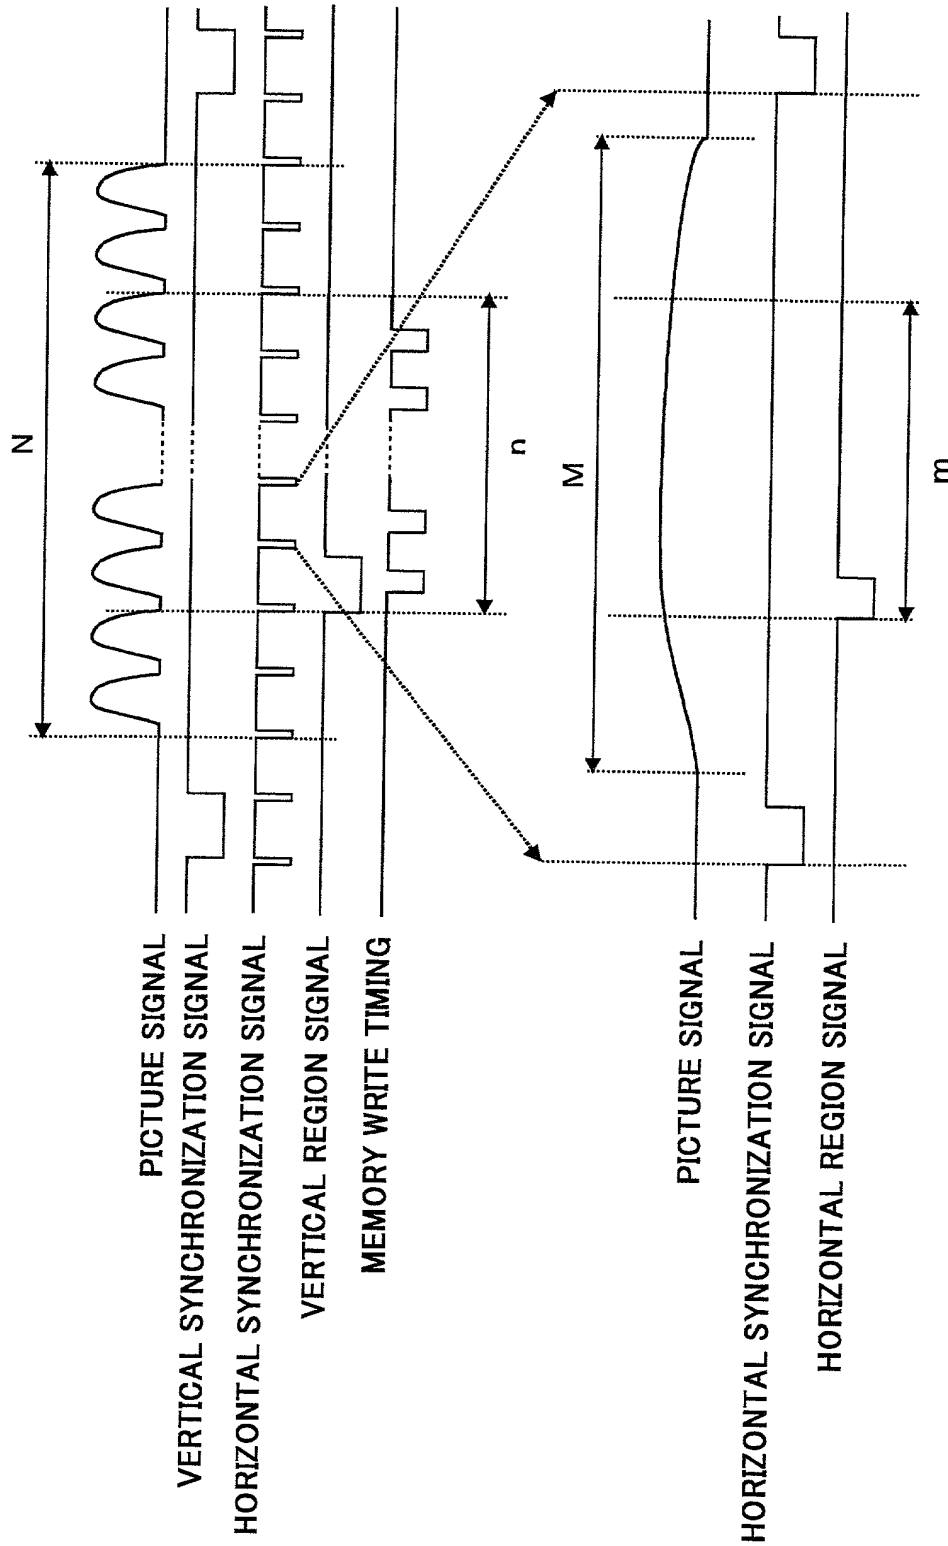 N
PICTURE SIGNAL
VERTICAL SYNCHRONIZATION SIGNAL
HORIZONTAL SYNCHRONIZATION SIGNAL
VERTICAL REGION SIGNAL
MEMORY WRITE TIMING
n
M
PICTURE SIGNAL
HORIZONTAL SYNCHRONIZATION SIGNAL
HORIZONTAL REGION SIGNAL
m